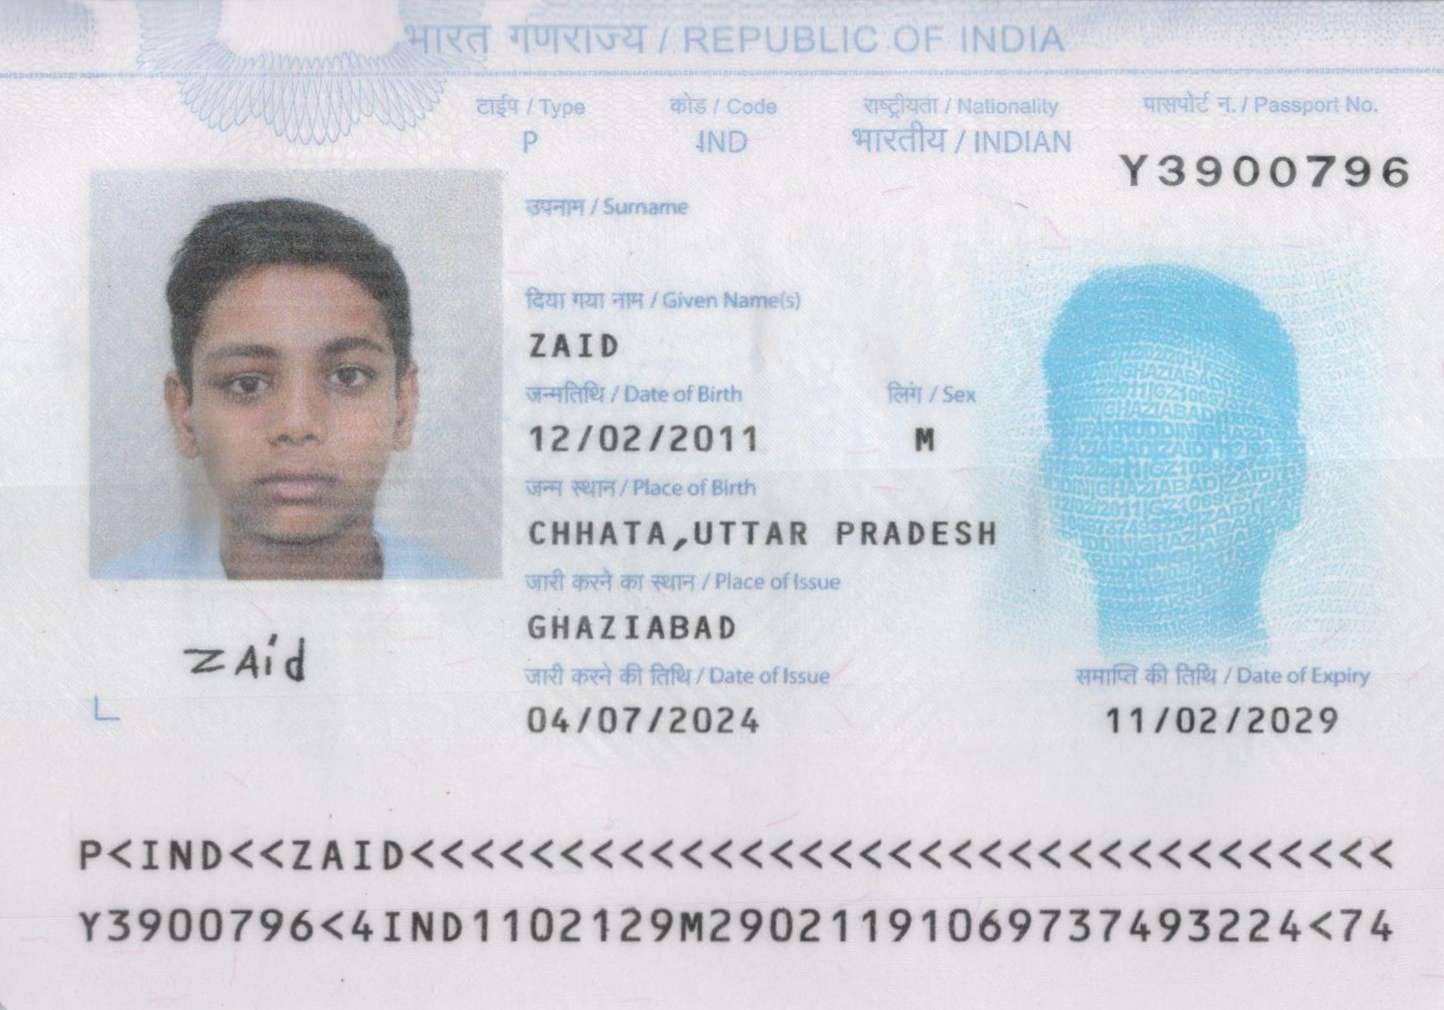 भारत गणराज्य / REPUBLIC OF INDIA
टाईप / Type कोड / Code राष्ट्रीयता / Nationality पासपोर्ट न. / Passport No.
P IND भारतीय / INDIAN Y3900796
उपनाम / Surname
दिया गया नाम / Given Name(s)
ZAID
जन्मतिथि / Date of Birth लिंग / Sex
12/02/2011 M
जन्म स्थान / Place of Birth
CHHATA,UTTAR PRADESH
जारी करने का स्थान / Place of Issue
GHAZIABAD
zAid
जारी करने की तिथि / Date of Issue समाप्ति की तिथि / Date of Expiry
04/07/2024 11/02/2029
P<IND<<ZAID<<<<<<<<<<<<<<<<<<<<<<<<<<<<<<<<<
Y3900796<4IND1102129M29021191069737493224<74